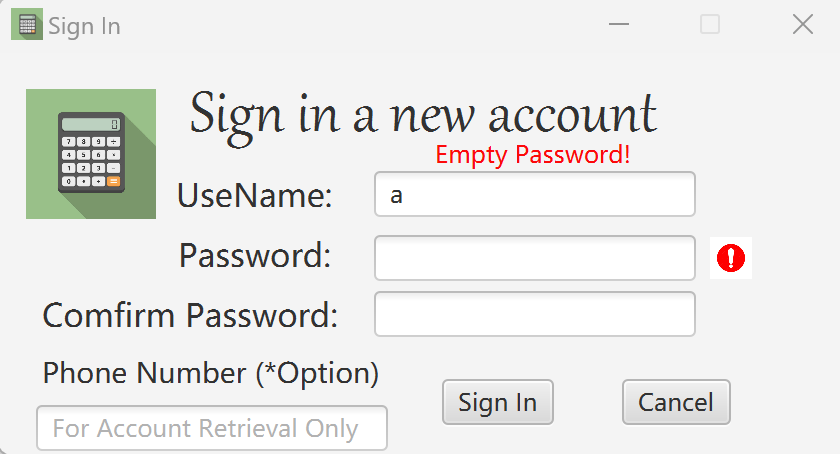 Sign In
Sign in a new account
Empty Password!
UseName:
a
Password:
Comfirm Password:
Phone Number (*Option)
For Account Retrieval Only
Sign In
Cancel